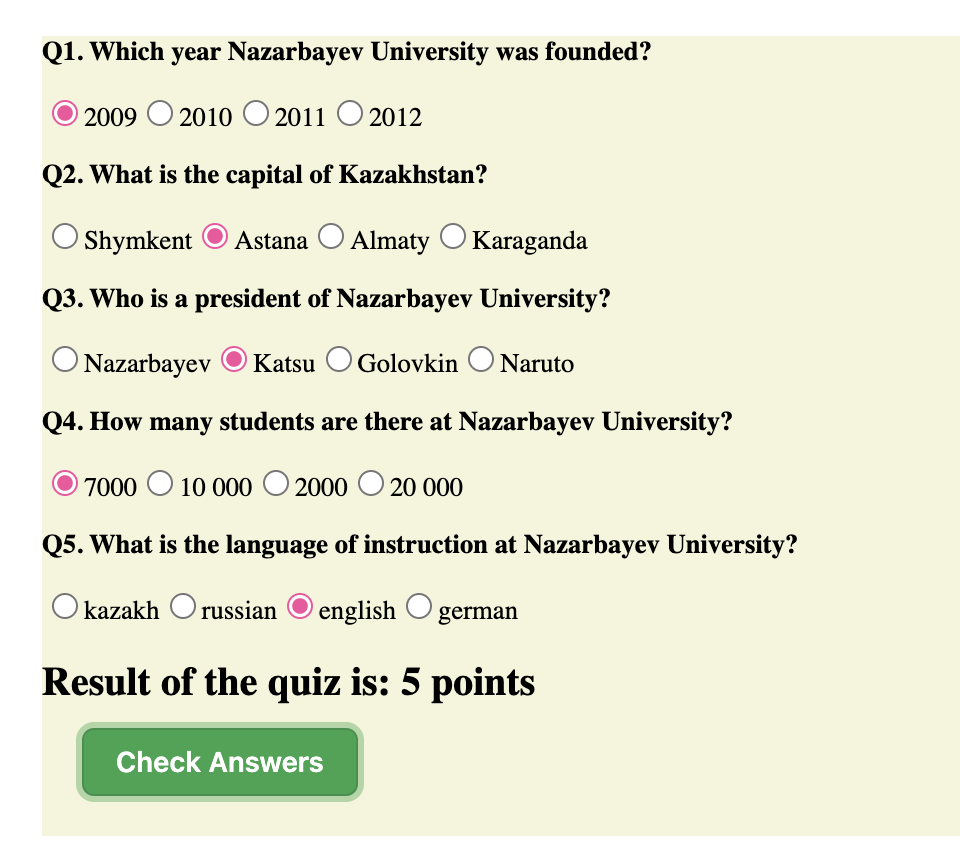 Q1. Which year Nazarbayev University was founded?
2009 2010 2011 2012
Q2. What is the capital of Kazakhstan?
Shymkent Astana Almaty Karaganda
Q3. Who is a president of Nazarbayev University?
Nazarbayev Katsu Golovkin Naruto
Q4. How many students are there at Nazarbayev University?
7000 10 000 2000 20 000
Q5. What is the language of instruction at Nazarbayev University?
kazakh russian english german
Result of the quiz is: 5 points
Check Answers